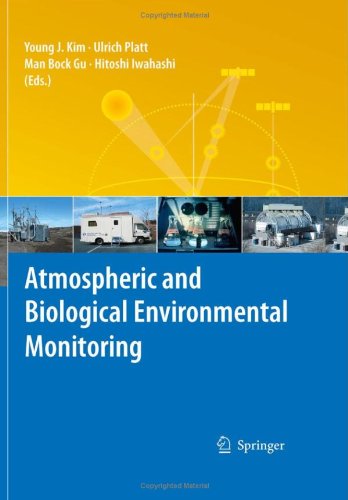 Young J. Kim · Ulrich Platt
Man Bock Gu · Hitoshi Iwahashi
(Eds.)
Atmospheric and
Biological Environmental
Monitoring
Springer